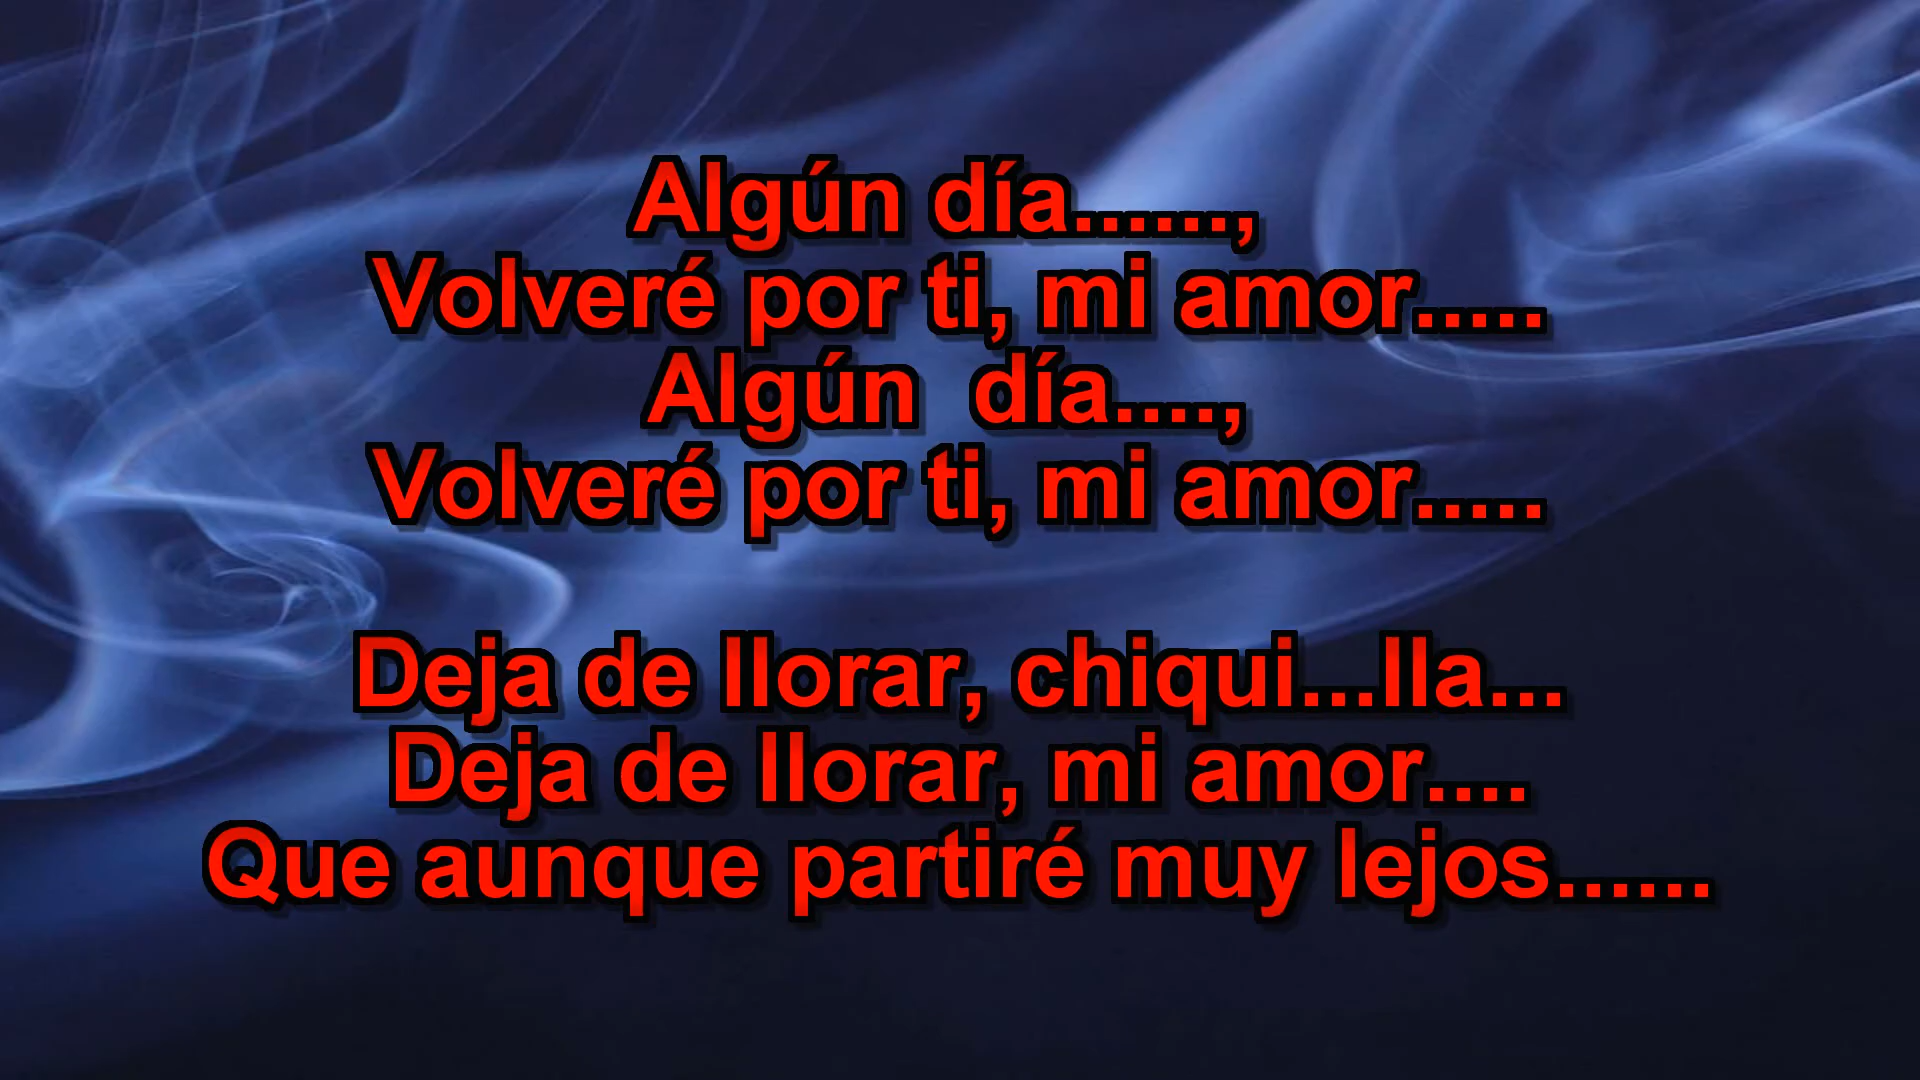 Algún día......,
Volveré por ti, mi amor.....
Algún  día....,
Volveré por ti, mi amor.....
Deja de llorar, chiqui...lla...
Deja de llorar, mi amor....
Que aunque partiré muy lejos......